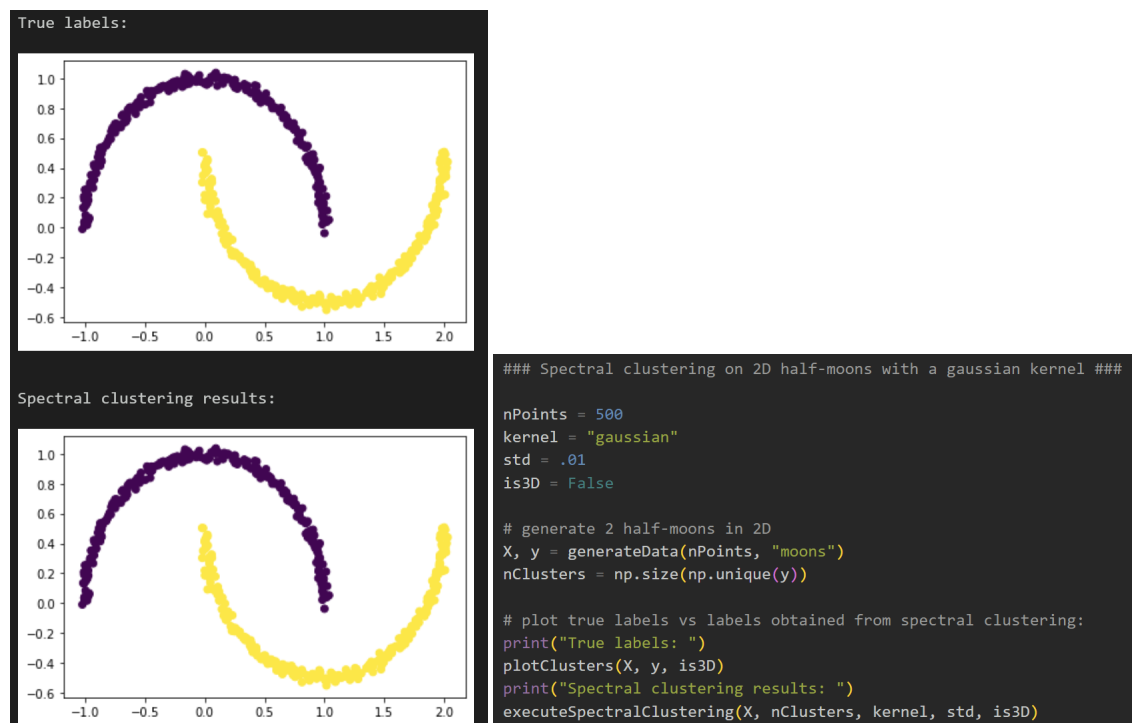 True labels:
1.0
0.8
0.6
0.4
0.2
0.0
−0.2
−0.4
−0.6
−1.0 −0.5 0.0 0.5 1.0 1.5 2.0
Spectral clustering results:
1.0
0.8
0.6
0.4
0.2
0.0
−0.2
−0.4
−0.6
−1.0 −0.5 0.0 0.5 1.0 1.5 2.0
### Spectral clustering on 2D half-moons with a gaussian kernel ###
nPoints = 500
kernel = "gaussian"
std = .01
is3D = False
# generate 2 half-moons in 2D
X, y = generateData(nPoints, "moons")
nClusters = np.size(np.unique(y))
# plot true labels vs labels obtained from spectral clustering:
print("True labels: ")
plotClusters(X, y, is3D)
print("Spectral clustering results: ")
executeSpectralClustering(X, nClusters, kernel, std, is3D)